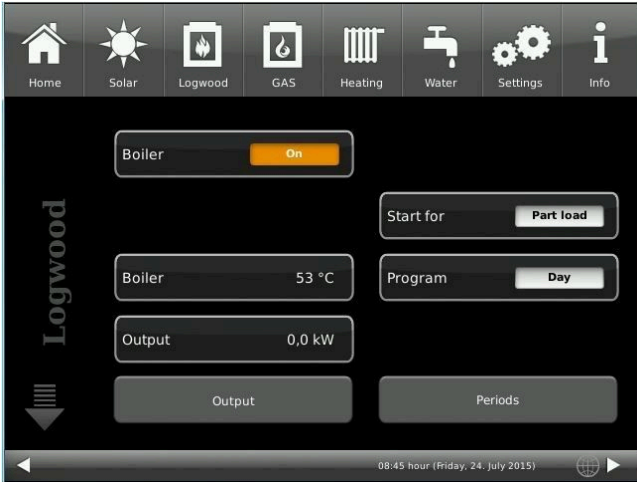 Home Solar Logwood GAS Heating Water Settings Info
Logwood
Boiler On
Start for Part load
Boiler 53 °C Program Day
Output 0,0 kW
Output Periods
08:45 hour (Friday, 24. July 2015)